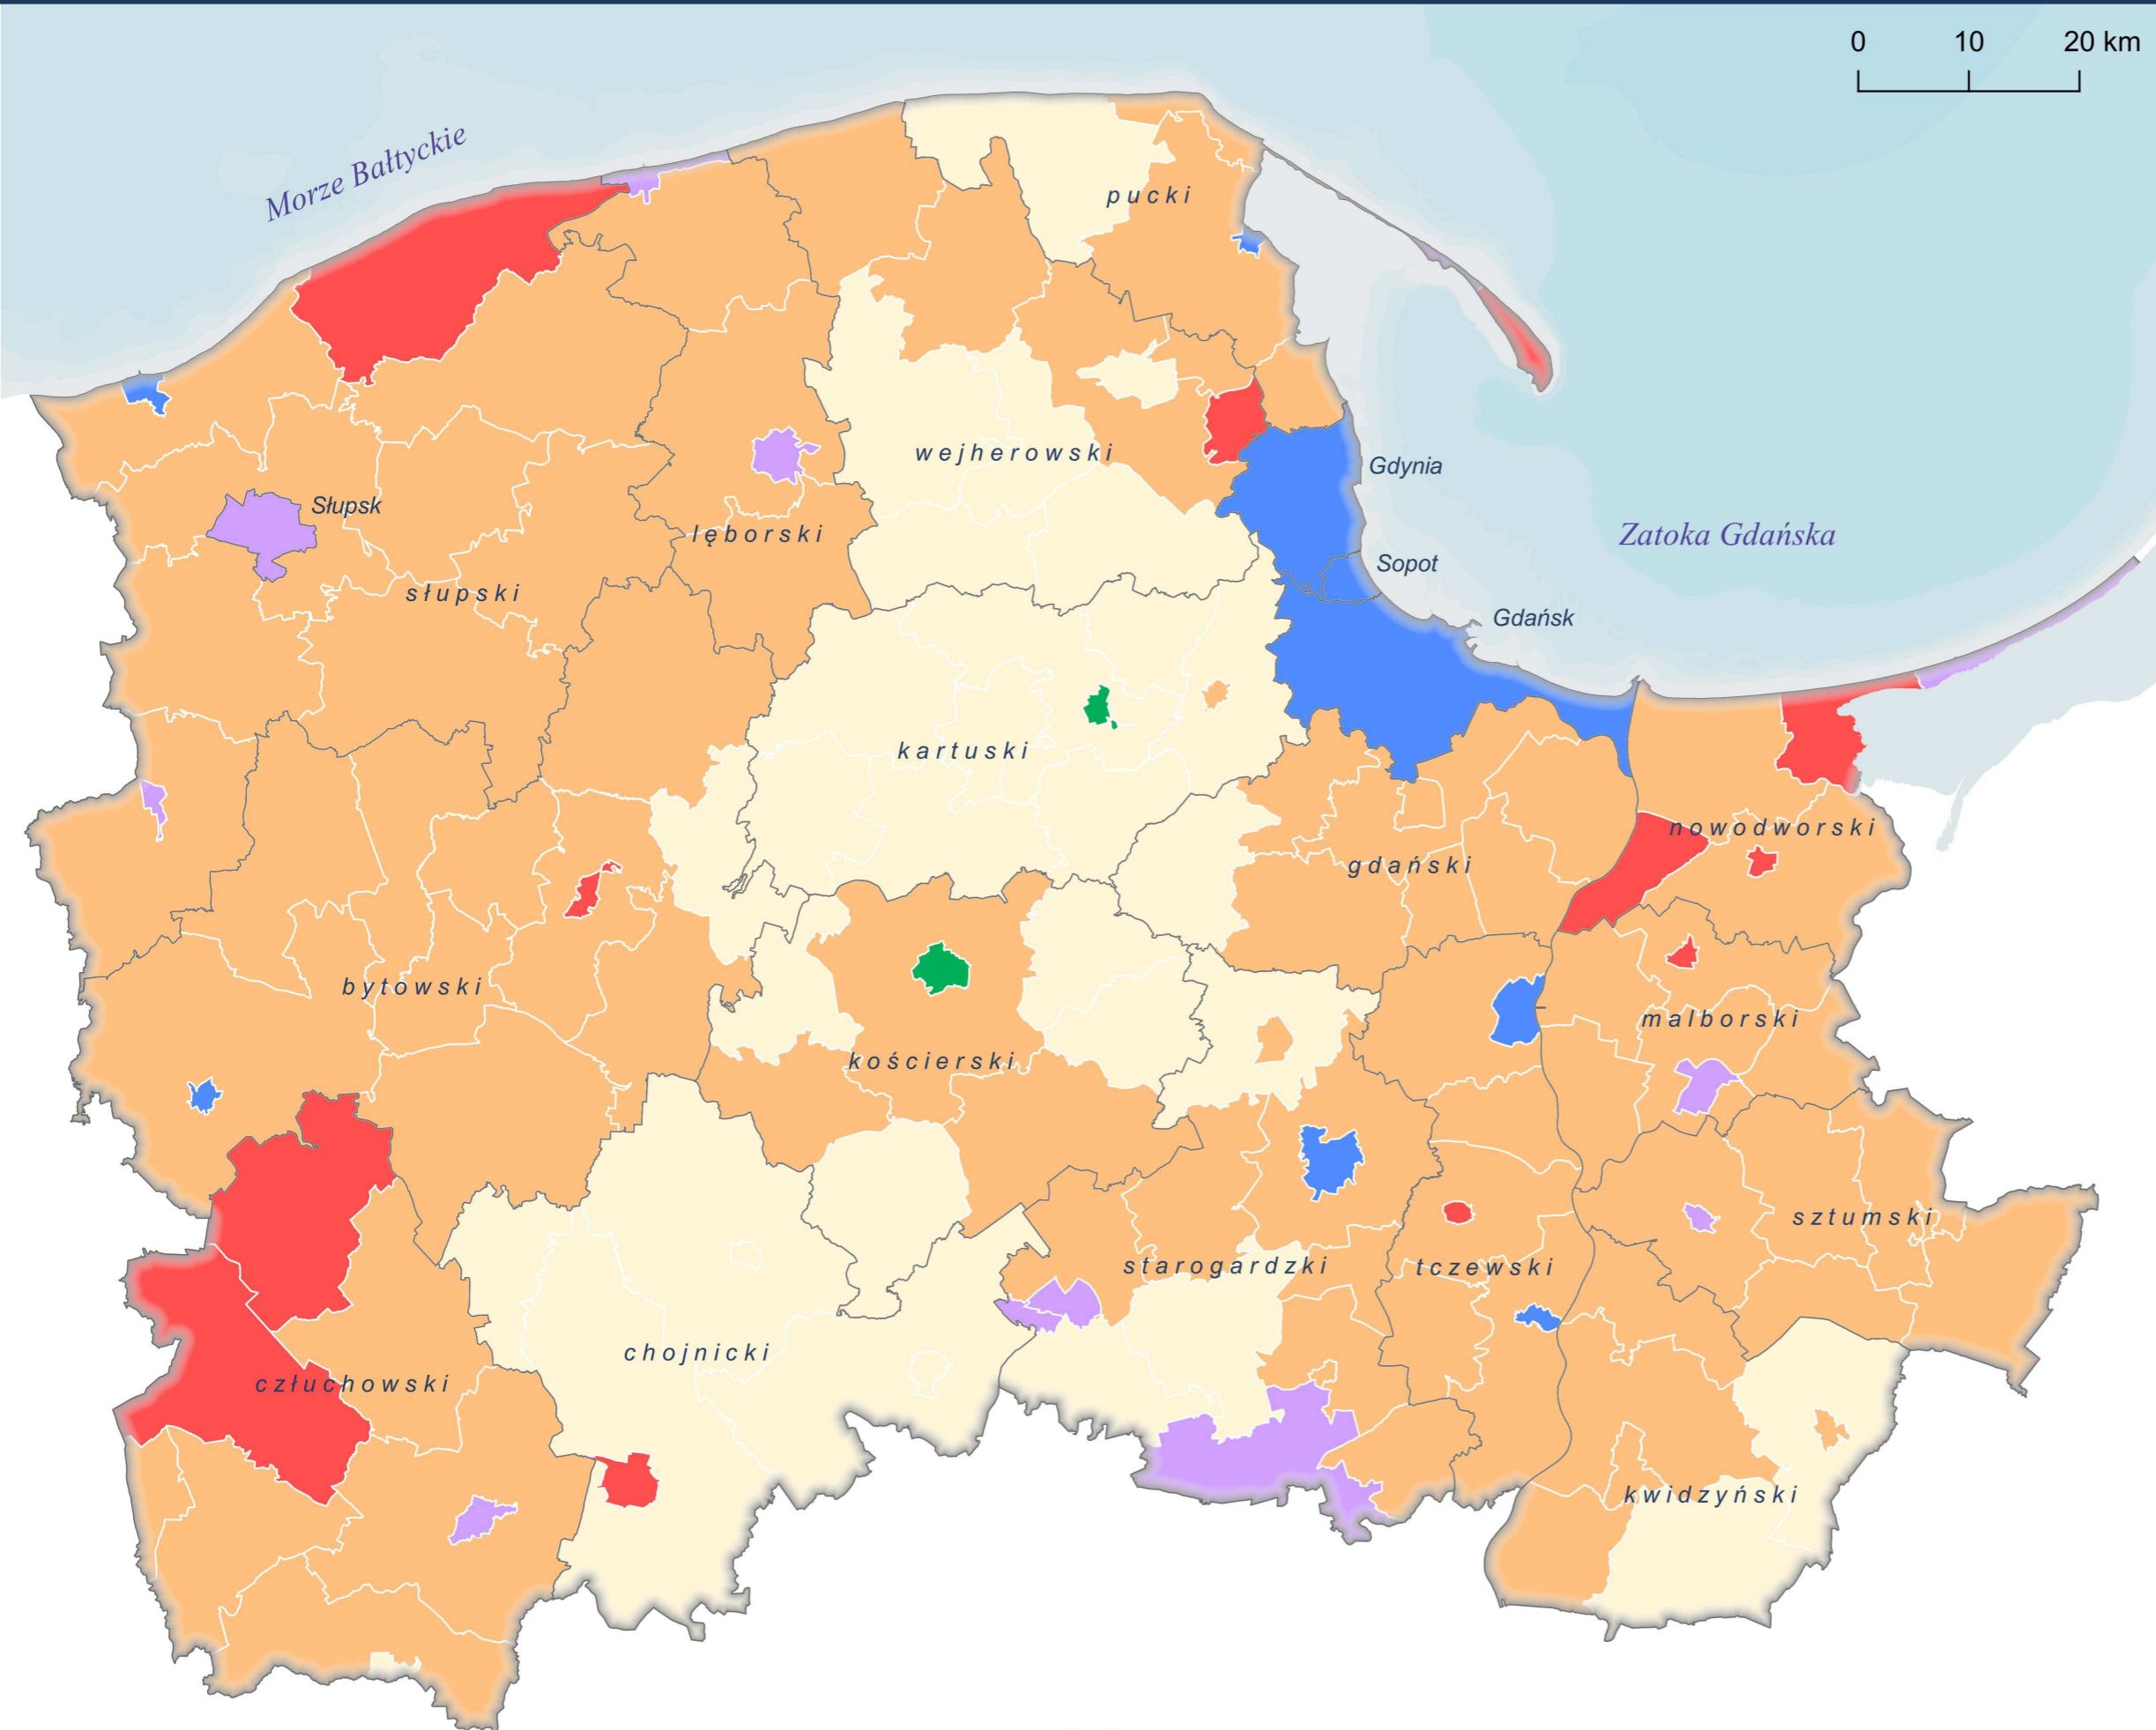 0 10 20 km
Morze Bałtyckie
pucki
wejherowski
Gdynia
Słupsk
lęborski
Zatoka Gdańska
Sopot
słupski
Gdańsk
kartuski
nowodworski
gdański
bytowski
malborski
kościerski
sztumski
starogardzki
tczewski
chojnicki
człuchowski
kwidzyński